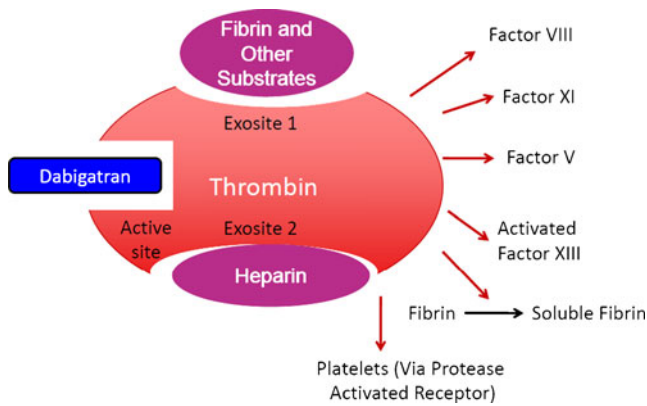 Fibrin and
Other
Substrates
Factor VIII
Factor XI
Exosite 1
Factor V
Dabigatran
Thrombin
Active
site
Exosite 2
Activated
Factor XIII
Heparin
Fibrin
Soluble Fibrin
Platelets (Via Protease
Activated Receptor)